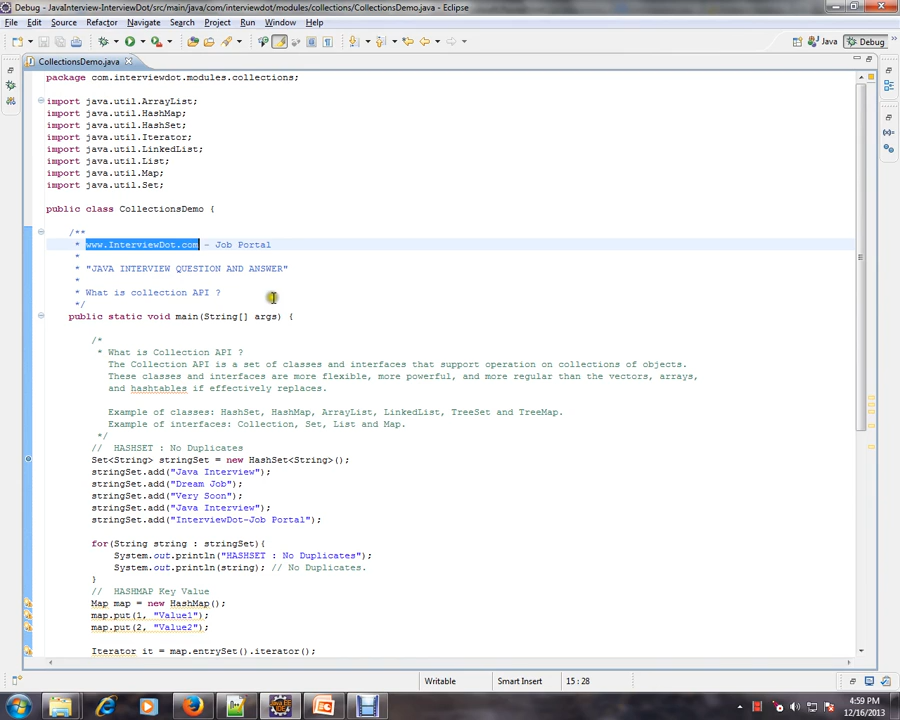 Debug - JavaInterview-InterviewDot/src/main/java/com/interviewdot/modules/collections/CollectionsDemo.java - Eclipse
File Edit Source Refactor Navigate Search Project Run Window Help
Java Debug
CollectionsDemo.java
package com.interviewdot.modules.collections;
import java.util.ArrayList;
import java.util.HashMap;
import java.util.HashSet;
import java.util.Iterator;
import java.util.LinkedList;
import java.util.List;
import java.util.Map;
import java.util.Set;
public class CollectionsDemo {
/**
* www.InterviewDot.com - Job Portal
*
* "JAVA INTERVIEW QUESTION AND ANSWER"
*
* What is collection API ?
*/
public static void main(String[] args) {
/*
* What is Collection API ?
The Collection API is a set of classes and interfaces that support operation on collections of objects.
These classes and interfaces are more flexible, more powerful, and more regular than the vectors, arrays,
and hashtables if effectively replaces.
Example of classes: HashSet, HashMap, ArrayList, LinkedList, TreeSet and TreeMap.
Example of interfaces: Collection, Set, List and Map.
*/
// HASHSET : No Duplicates
Set<String> stringSet = new HashSet<String>();
stringSet.add("Java Interview");
stringSet.add("Dream Job");
stringSet.add("Very Soon");
stringSet.add("Java Interview");
stringSet.add("InterviewDot-Job Portal");
for(String string : stringSet){
System.out.println("HASHSET : No Duplicates");
System.out.println(string); // No Duplicates.
}
// HASHMAP Key Value
Map map = new HashMap();
map.put(1, "Value1");
map.put(2, "Value2");
Iterator it = map.entrySet().iterator();
Writable Smart Insert 15 : 28
4:59 PM
12/16/2013